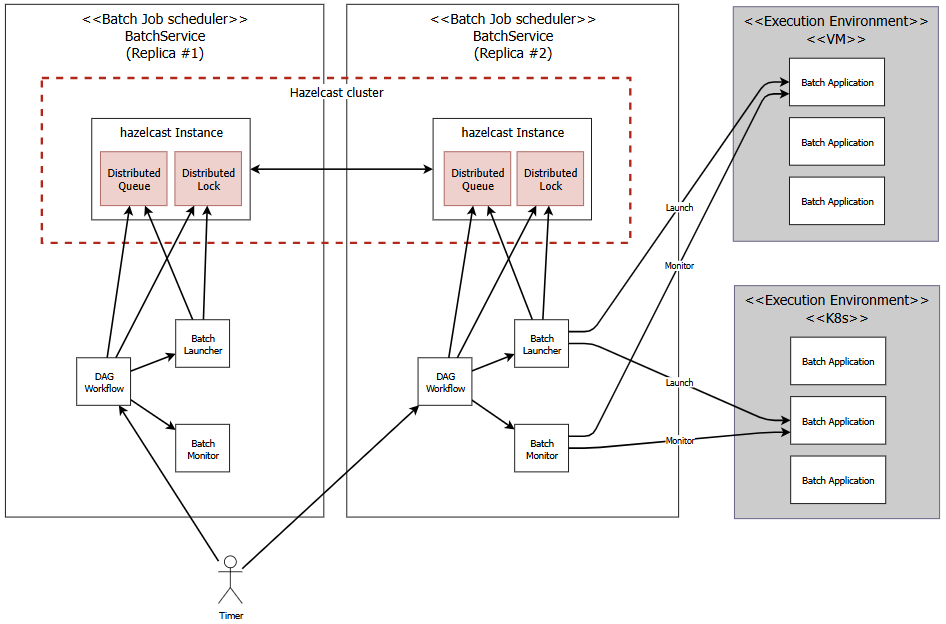 <<Batch Job scheduler>>
BatchService
(Replica #1)
<<Batch Job scheduler>>
BatchService
(Replica #2)
Hazelcast cluster
hazelcast Instance
Distributed
Queue
Distributed
Lock
hazelcast Instance
Distributed
Queue
Distributed
Lock
Batch
Launcher
DAG
Workflow
Batch
Monitor
Batch
Launcher
DAG
Workflow
Batch
Monitor
Launch
Monitor
Launch
Monitor
<<Execution Environment>>
<<VM>>
Batch Application
Batch Application
Batch Application
<<Execution Environment>>
<<K8s>>
Batch Application
Batch Application
Batch Application
Timer